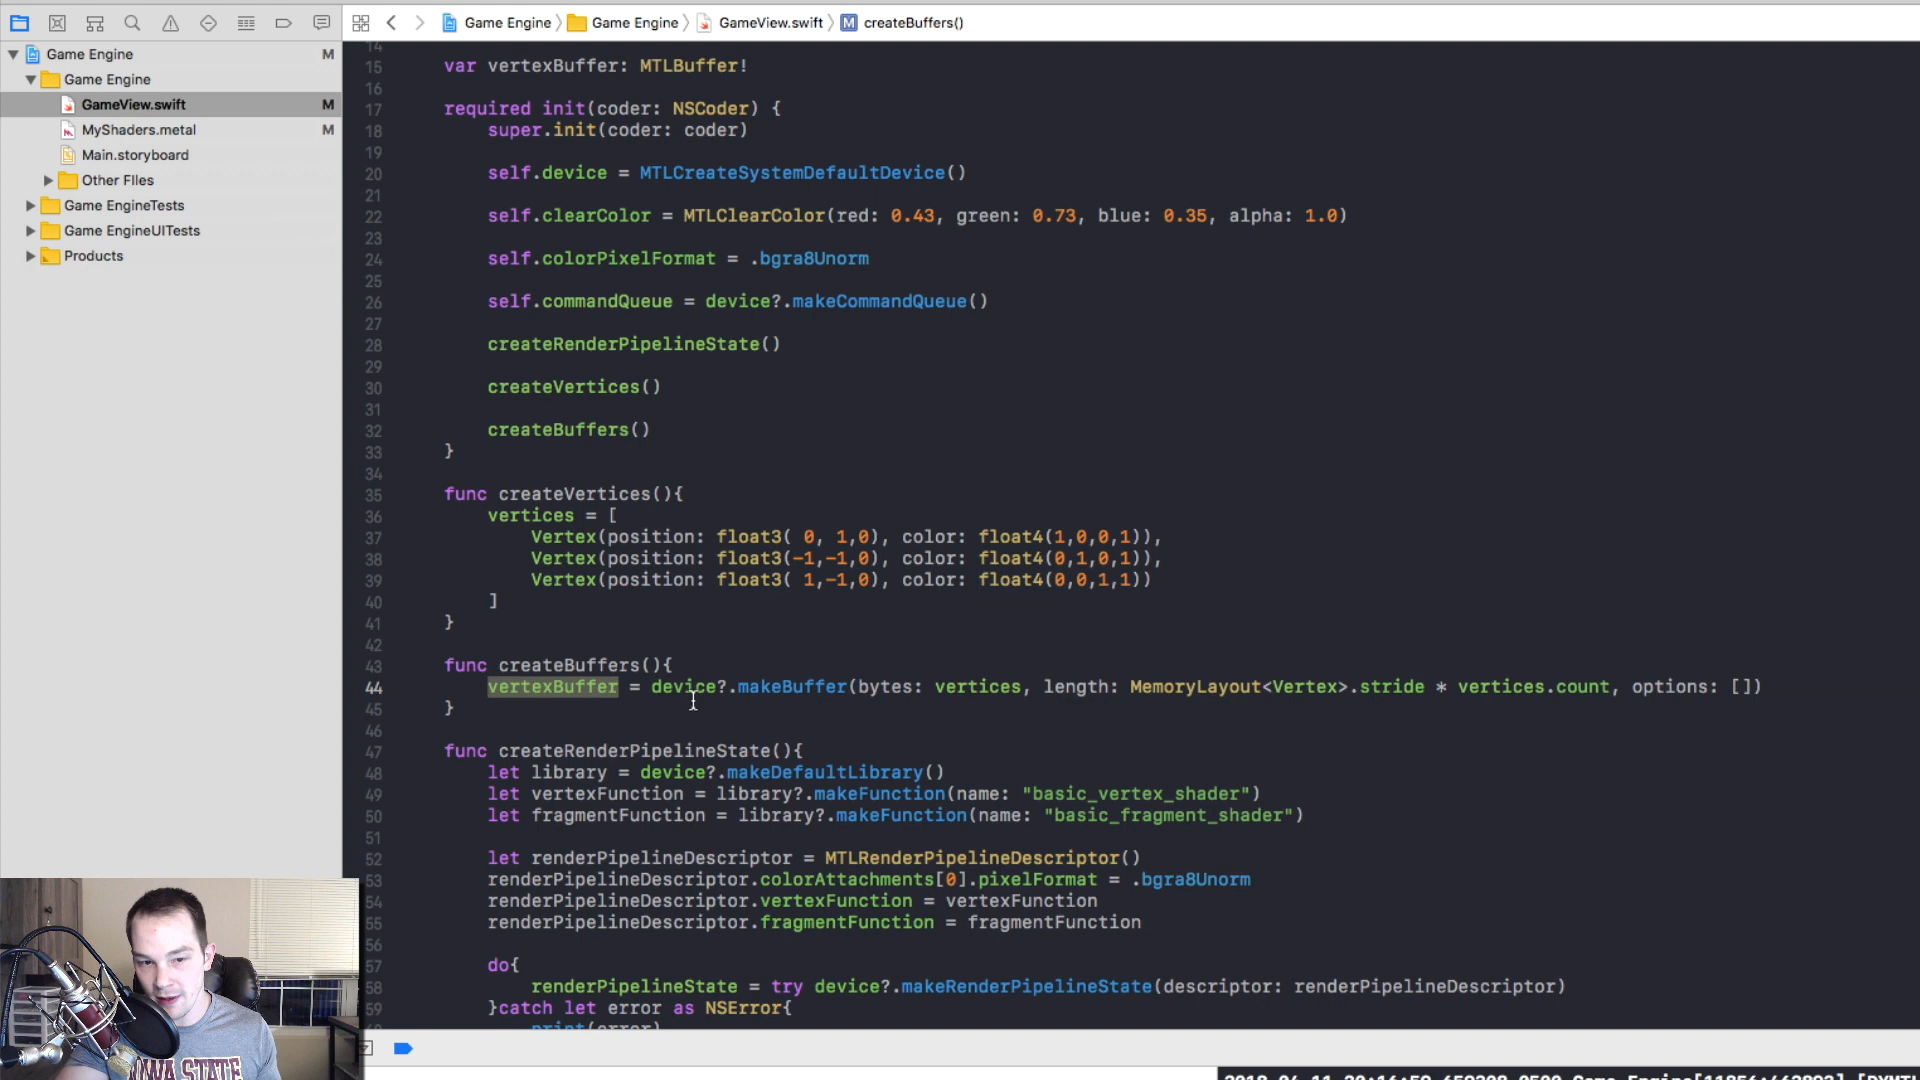 Game Engine
Game Engine
GameView.swift
createBuffers()
Game Engine M
Game Engine
GameView.swift M
MyShaders.metal M
Main.storyboard
Other FIles
Game EngineTests
Game EngineUITests
Products
14
15 var vertexBuffer: MTLBuffer!
16
17 required init(coder: NSCoder) {
18 super.init(coder: coder)
19
20 self.device = MTLCreateSystemDefaultDevice()
21
22 self.clearColor = MTLClearColor(red: 0.43, green: 0.73, blue: 0.35, alpha: 1.0)
23
24 self.colorPixelFormat = .bgra8Unorm
25
26 self.commandQueue = device?.makeCommandQueue()
27
28 createRenderPipelineState()
29
30 createVertices()
31
32 createBuffers()
33 }
34
35 func createVertices(){
36 vertices = [
37 Vertex(position: float3( 0, 1,0), color: float4(1,0,0,1)),
38 Vertex(position: float3(-1,-1,0), color: float4(0,1,0,1)),
39 Vertex(position: float3( 1,-1,0), color: float4(0,0,1,1))
40 ]
41 }
42
43 func createBuffers(){
44 vertexBuffer = device?.makeBuffer(bytes: vertices, length: MemoryLayout<Vertex>.stride * vertices.count, options: [])
45 }
46
47 func createRenderPipelineState(){
48 let library = device?.makeDefaultLibrary()
49 let vertexFunction = library?.makeFunction(name: "basic_vertex_shader")
50 let fragmentFunction = library?.makeFunction(name: "basic_fragment_shader")
51
52 let renderPipelineDescriptor = MTLRenderPipelineDescriptor()
53 renderPipelineDescriptor.colorAttachments[0].pixelFormat = .bgra8Unorm
54 renderPipelineDescriptor.vertexFunction = vertexFunction
55 renderPipelineDescriptor.fragmentFunction = fragmentFunction
56
57 do{
58 renderPipelineState = try device?.makeRenderPipelineState(descriptor: renderPipelineDescriptor)
59 }catch let error as NSError{
print(error)
IOWA STATE